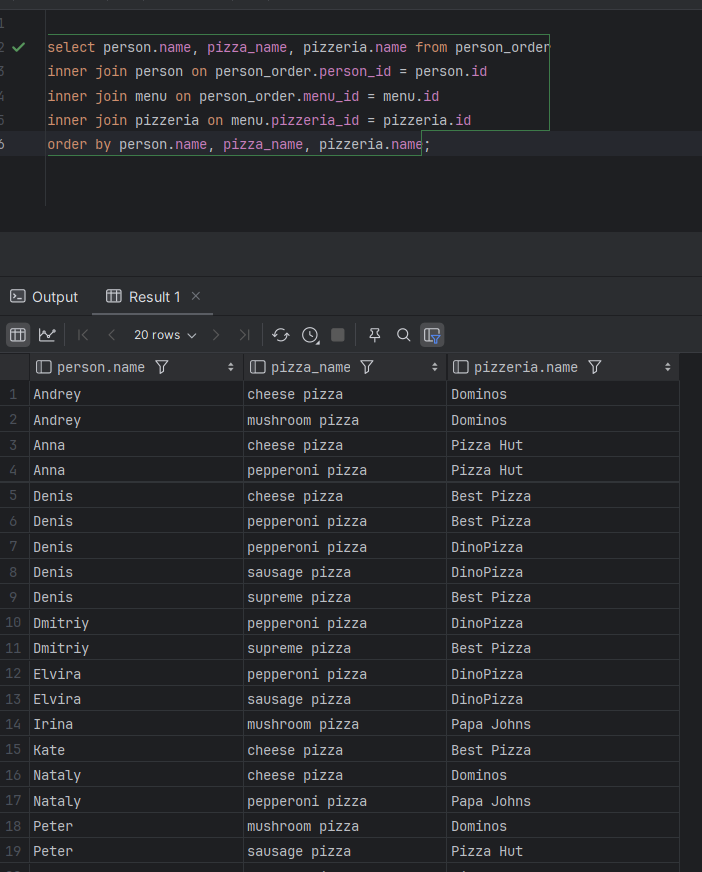 1
2 select person.name, pizza_name, pizzeria.name from person_order
3 inner join person on person_order.person_id = person.id
4 inner join menu on person_order.menu_id = menu.id
5 inner join pizzeria on menu.pizzeria_id = pizzeria.id
6 order by person.name, pizza_name, pizzeria.name;
Output Result 1
20 rows
person.name pizza_name pizzeria.name
1 Andrey cheese pizza Dominos
2 Andrey mushroom pizza Dominos
3 Anna cheese pizza Pizza Hut
4 Anna pepperoni pizza Pizza Hut
5 Denis cheese pizza Best Pizza
6 Denis pepperoni pizza Best Pizza
7 Denis pepperoni pizza DinoPizza
8 Denis sausage pizza DinoPizza
9 Denis supreme pizza Best Pizza
10 Dmitriy pepperoni pizza DinoPizza
11 Dmitriy supreme pizza Best Pizza
12 Elvira pepperoni pizza DinoPizza
13 Elvira sausage pizza DinoPizza
14 Irina mushroom pizza Papa Johns
15 Kate cheese pizza Best Pizza
16 Nataly cheese pizza Dominos
17 Nataly pepperoni pizza Papa Johns
18 Peter mushroom pizza Dominos
19 Peter sausage pizza Pizza Hut